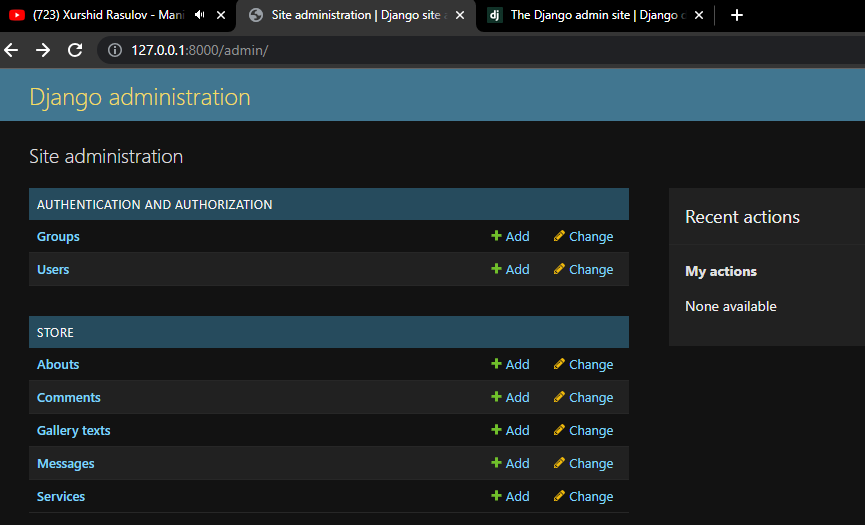 (723) Xurshid Rasulov - Mani
Site administration | Django site a
The Django admin site | Django d
127.0.0.1:8000/admin/
Django administration
Site administration
AUTHENTICATION AND AUTHORIZATION
Groups Add Change
Users Add Change
STORE
Abouts Add Change
Comments Add Change
Gallery texts Add Change
Messages Add Change
Services Add Change
Recent actions
My actions
None available